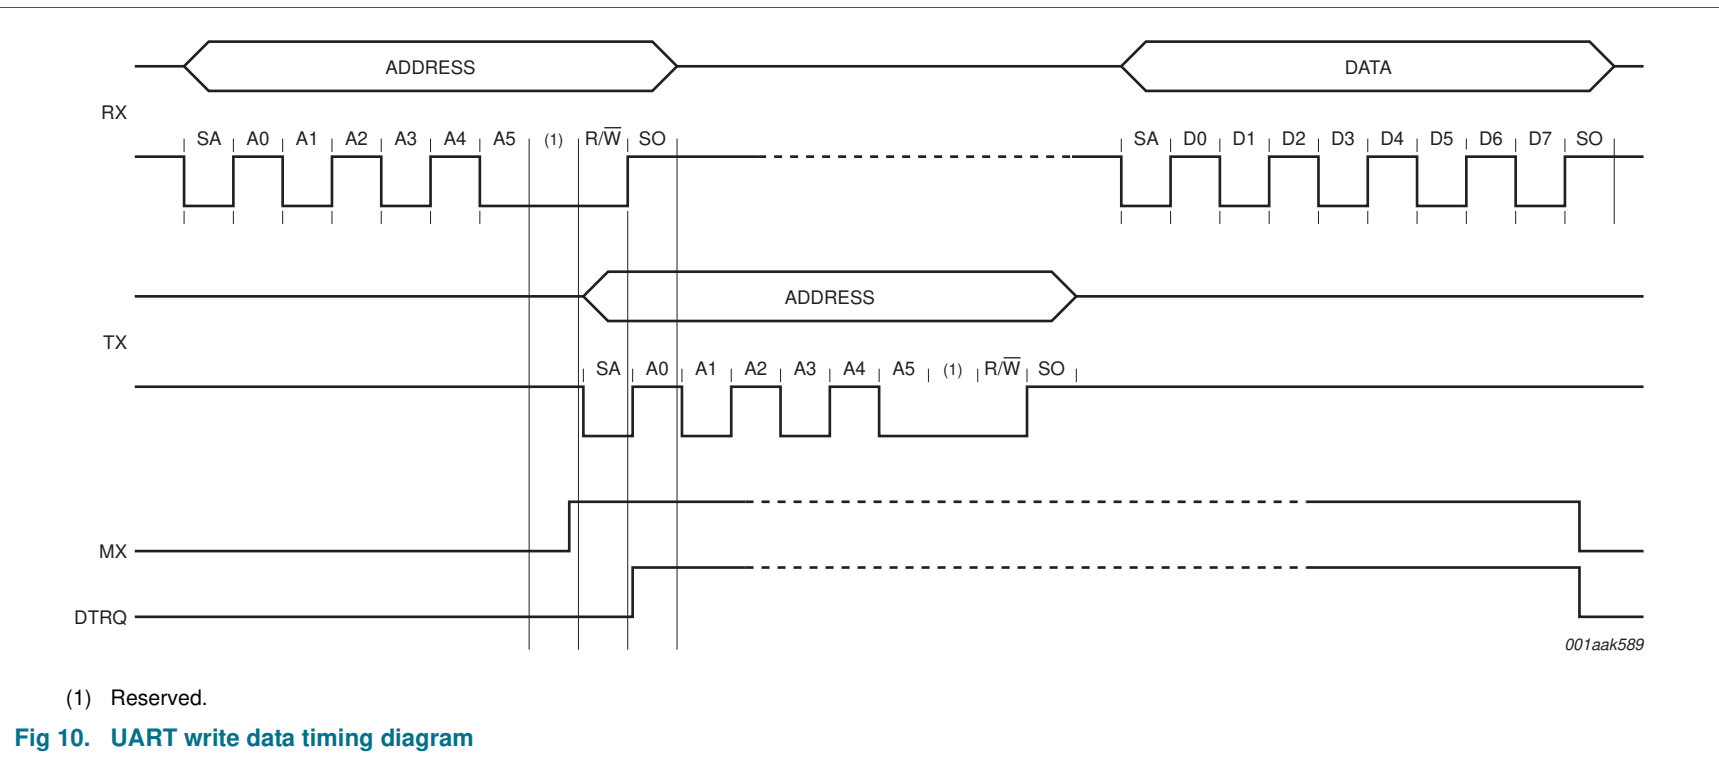 ADDRESS DATA
RX
SA A0 A1 A2 A3 A4 A5 (1) R/W̅ SO SA D0 D1 D2 D3 D4 D5 D6 D7 SO
ADDRESS
TX
SA A0 A1 A2 A3 A4 A5 (1) R/W̅ SO
MX
DTRQ
001aak589
(1) Reserved.
Fig 10. UART write data timing diagram